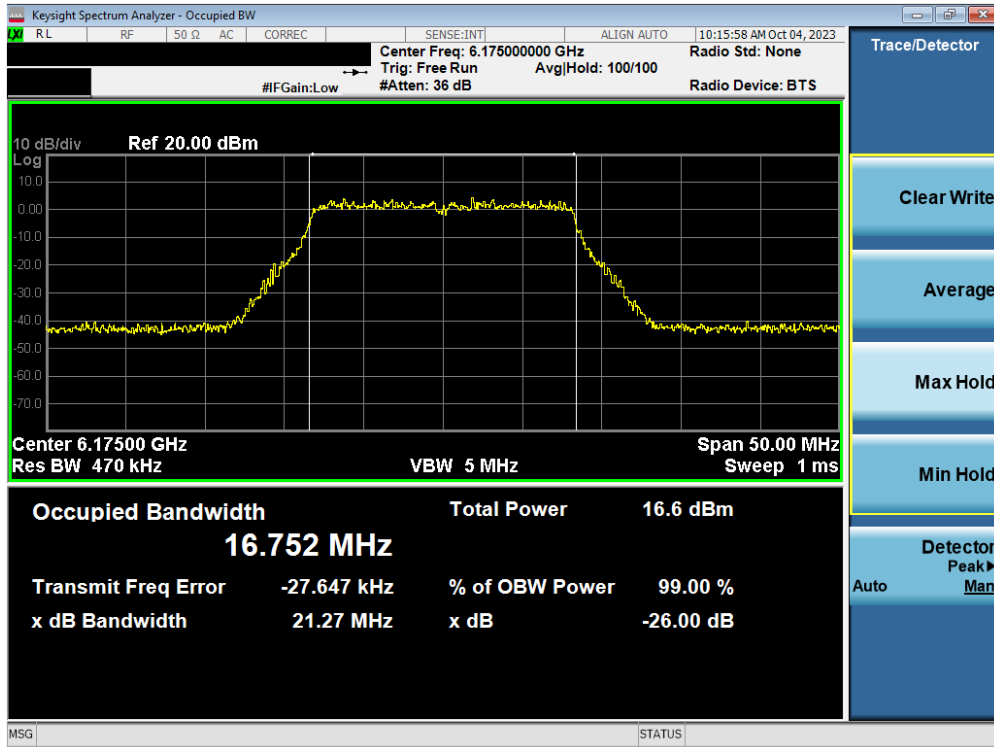 Keysight Spectrum Analyzer - Occupied BW
LXI RL RF 50 Ω AC CORREC SENSE:INT ALIGN AUTO 10:15:58 AM Oct 04, 2023
Center Freq: 6.175000000 GHz Radio Std: None
Trig: Free Run Avg|Hold: 100/100
#IFGain:Low #Atten: 36 dB Radio Device: BTS
10 dB/div Ref 20.00 dBm
Log
10.0
0.00
-10.0
-20.0
-30.0
-40.0
-50.0
-60.0
-70.0
Center 6.17500 GHz Span 50.00 MHz
Res BW 470 kHz VBW 5 MHz Sweep 1 ms
Occupied Bandwidth Total Power 16.6 dBm
16.752 MHz
Transmit Freq Error -27.647 kHz % of OBW Power 99.00 %
x dB Bandwidth 21.27 MHz x dB -26.00 dB
Trace/Detector
Clear Write
Average
Max Hold
Min Hold
Detector
Peak▶
Auto Man
MSG STATUS